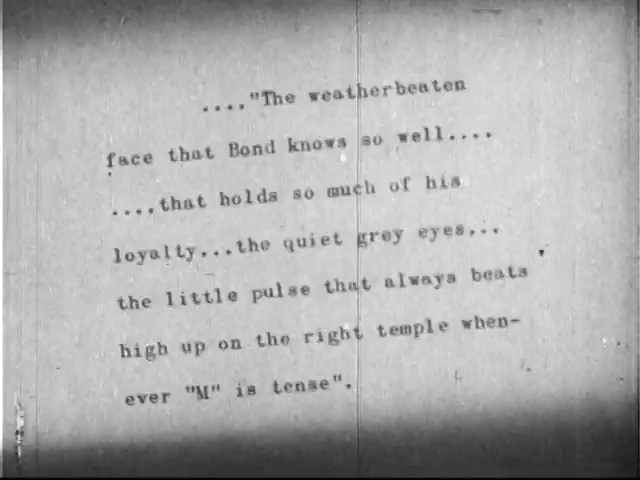 ...."The weatherbeaten
face that Bond knows so well....
....that holds so much of his
loyalty...the quiet grey eyes...
the little pulse that always beats
high up on the right temple when-
ever "M" is tense".